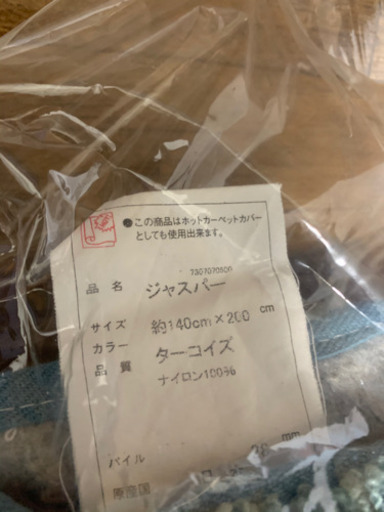 ●この商品はホットカーペットカバー
としても使用出来ます。
品名 ジャスパー
サイズ 約140cm×200cm
カラー ターコイズ
品質 ナイロン100%
パイル mm
原産国